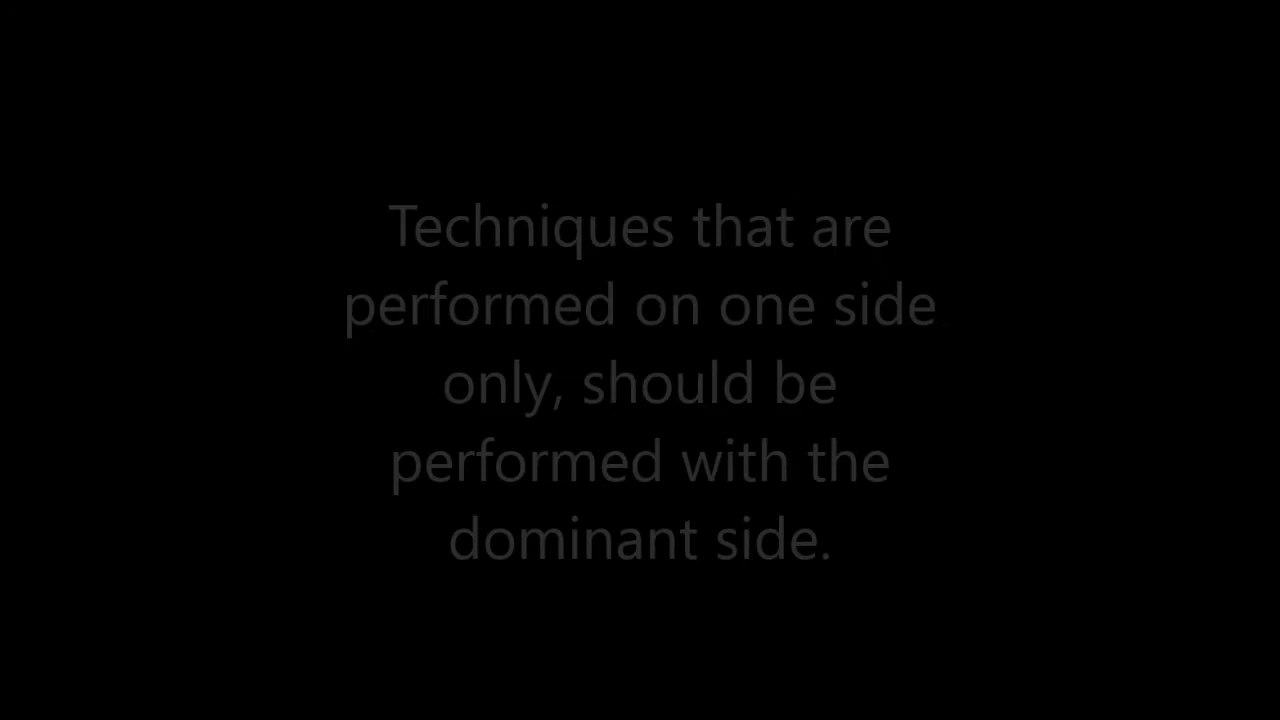 Techniques that are
performed on one side
only, should be
performed with the
dominant side.